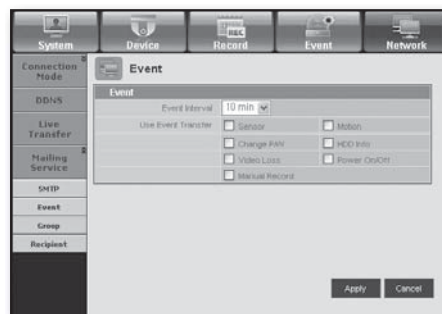 System Device Record Event Network
REC
Connection Mode
DDNS
Live Transfer
Mailing Service
SMTP
Event
Group
Recipient
Event
Event
Event Interval 10 min
Use Event Transfer Sensor Motion
Change P/W HDD Info
Video Loss Power On/Off
Manual Record
Apply Cancel